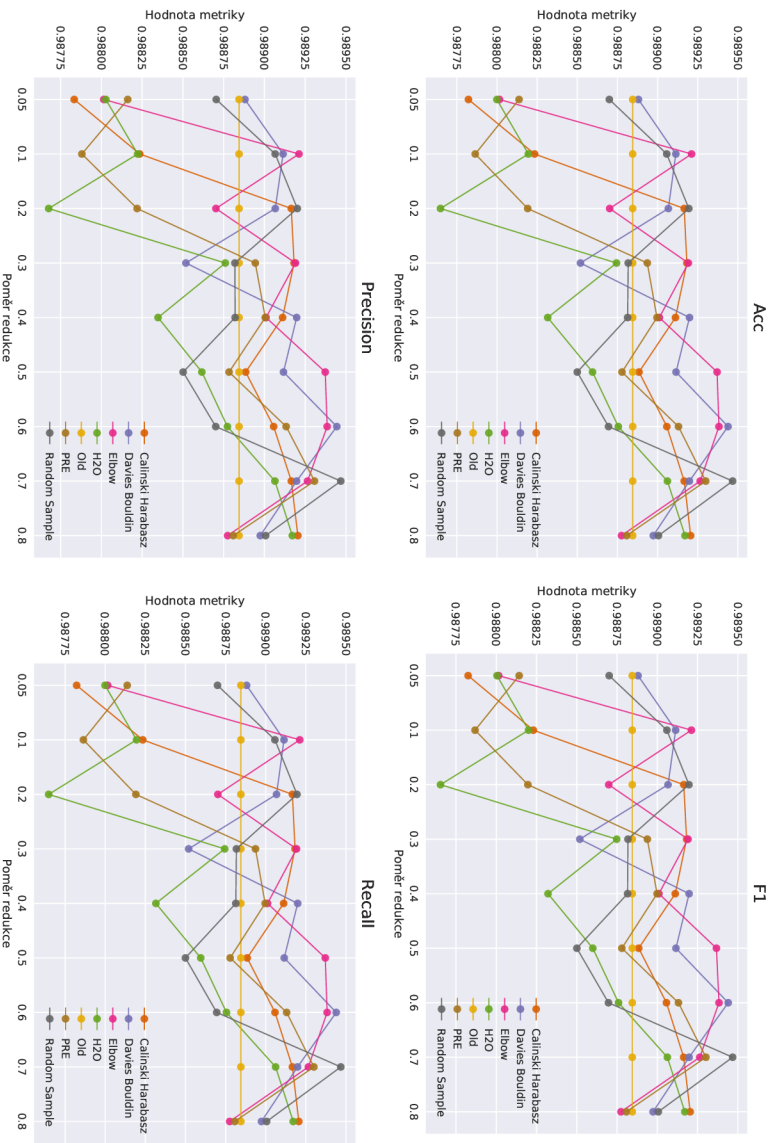 Acc
Hodnota metriky
0.98950
0.98925
0.98900
0.98875
0.98850
0.98825
0.98800
0.98775
Calinski Harabasz
Davies Bouldin
Elbow
H2O
Old
PRE
Random Sample
0.05 0.1 0.2 0.3 0.4 0.5 0.6 0.7 0.8
Poměr redukce
F1
Hodnota metriky
0.98950
0.98925
0.98900
0.98875
0.98850
0.98825
0.98800
0.98775
Calinski Harabasz
Davies Bouldin
Elbow
H2O
Old
PRE
Random Sample
0.05 0.1 0.2 0.3 0.4 0.5 0.6 0.7 0.8
Poměr redukce
Precision
Hodnota metriky
0.98950
0.98925
0.98900
0.98875
0.98850
0.98825
0.98800
0.98775
Calinski Harabasz
Davies Bouldin
Elbow
H2O
Old
PRE
Random Sample
0.05 0.1 0.2 0.3 0.4 0.5 0.6 0.7 0.8
Poměr redukce
Recall
Hodnota metriky
0.98950
0.98925
0.98900
0.98875
0.98850
0.98825
0.98800
0.98775
Calinski Harabasz
Davies Bouldin
Elbow
H2O
Old
PRE
Random Sample
0.05 0.1 0.2 0.3 0.4 0.5 0.6 0.7 0.8
Poměr redukce